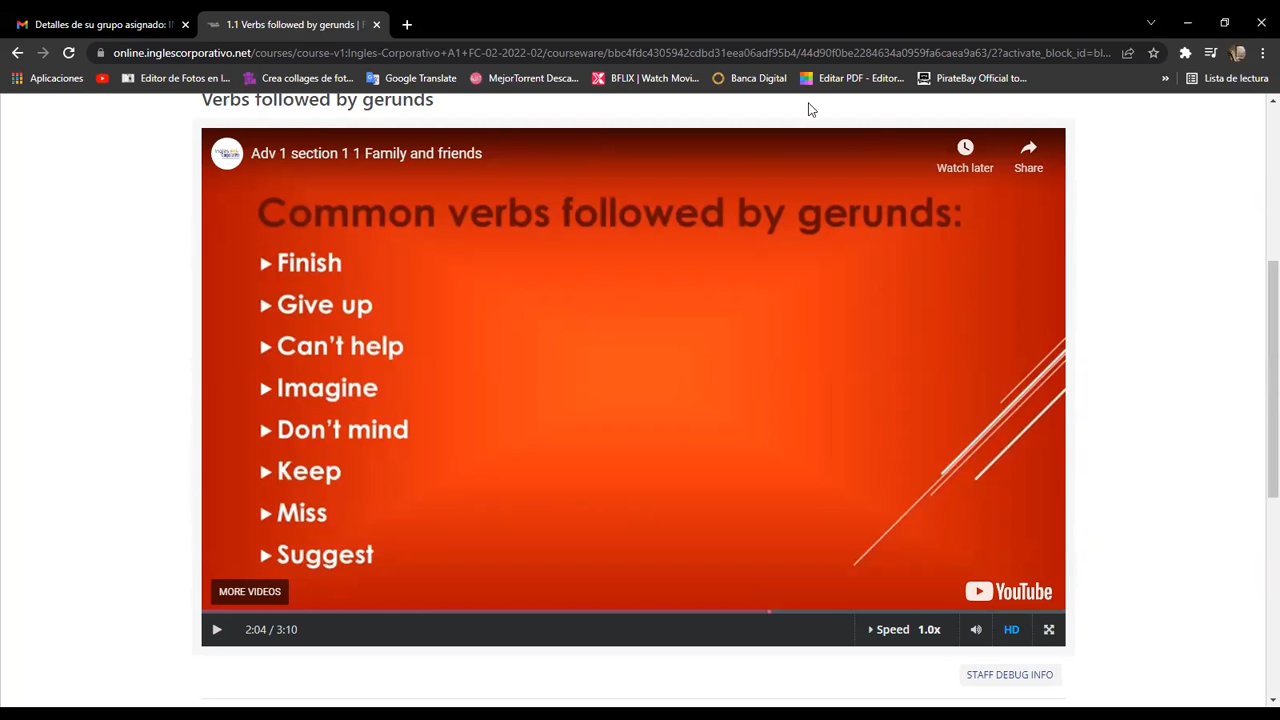 Detalles de su grupo asignado: I
1.1 Verbs followed by gerunds |
online.inglescorporativo.net/courses/course-v1:Ingles-Corporativo+A1+FC-02-2022-02/courseware/bbc4fdc4305942cdbd31eea06adf95b4/44d90f0be2284634a0959fa6caea9a63/2?activate_block_id=bl...
Aplicaciones Editor de Fotos en l... Crea collages de fot... Google Translate MejorTorrent Desca... BFLIX | Watch Movi... Banca Digital Editar PDF - Editor... PirateBay Official to... » Lista de lectura
Verbs followed by gerunds
Adv 1 section 1 1 Family and friends
Watch later Share
Common verbs followed by gerunds:
Finish
Give up
Can't help
Imagine
Don't mind
Keep
Miss
Suggest
MORE VIDEOS YouTube
2:04 / 3:10 Speed 1.0x HD
STAFF DEBUG INFO